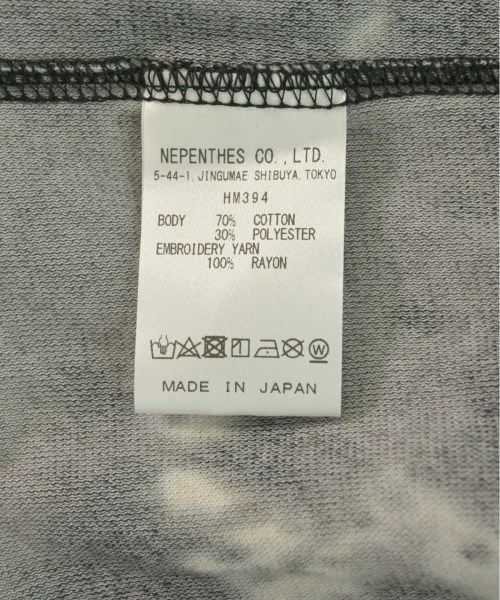 NEPENTHES CO., LTD.
5-44-1, JINGUMAE SHIBUYA, TOKYO
HM394
BODY 70% COTTON
30% POLYESTER
EMBROIDERY YARN
100% RAYON
W
MADE IN JAPAN